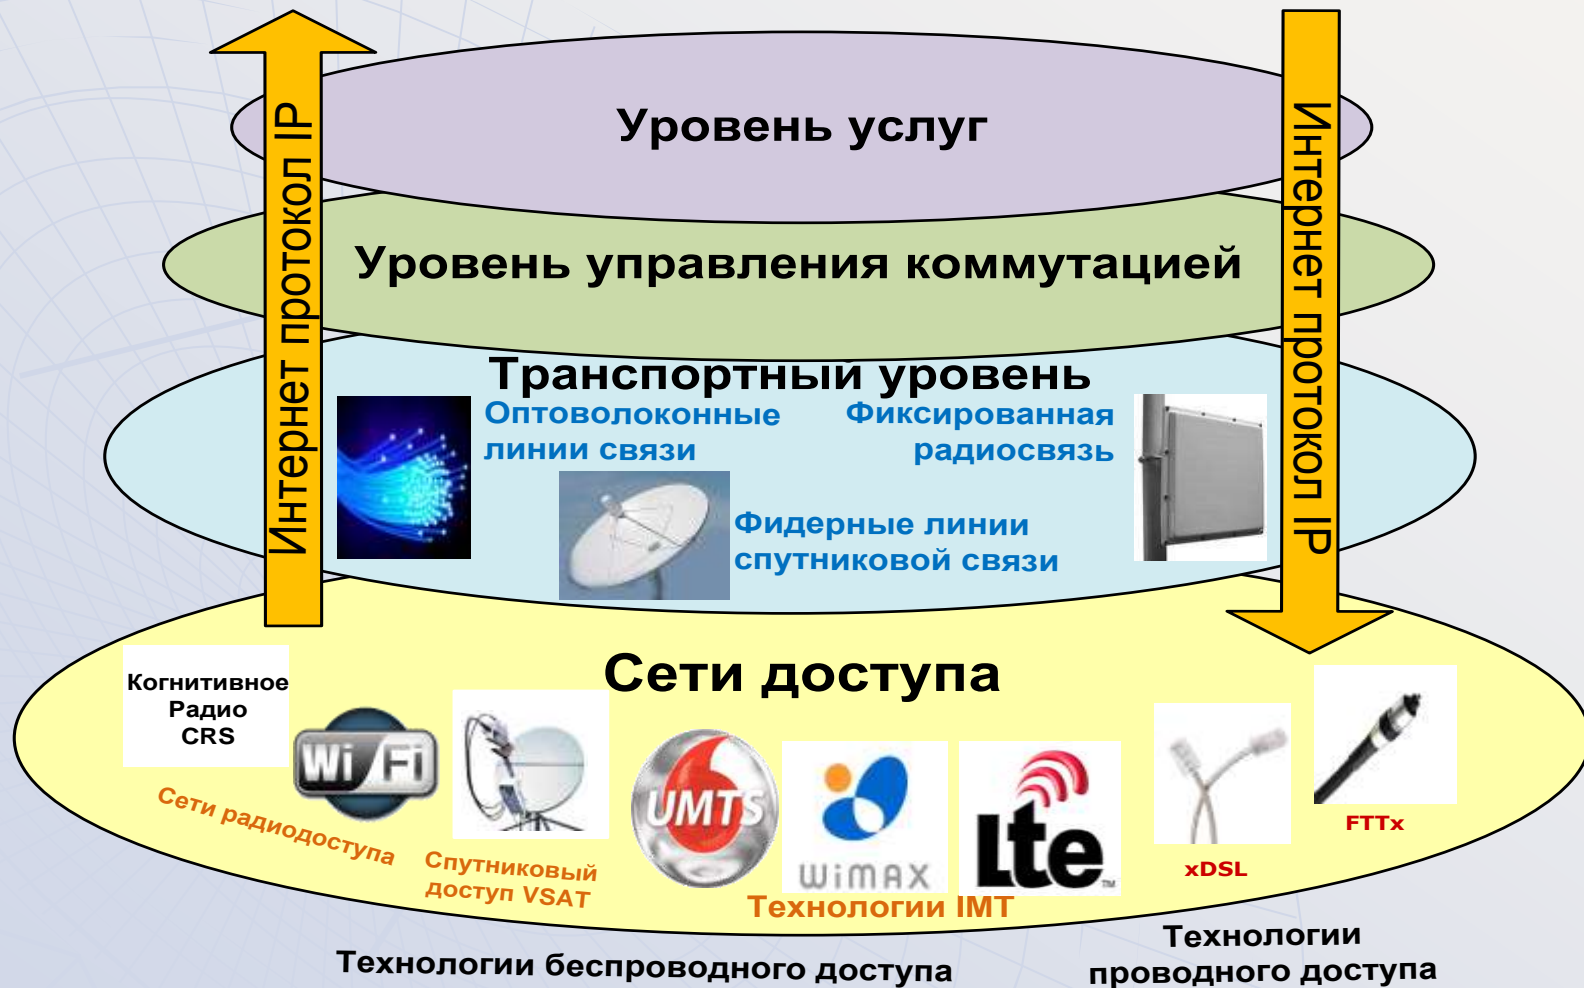 Интернет протокол IP
Уровень услуг
Интернет протокол IP
Уровень управления коммутацией
Транспортный уровень
Оптоволоконные
линии связи
Фиксированная
радиосвязь
Фидерные линии
спутниковой связи
Сети доступа
Когнитивное
Радио
CRS
Wi Fi
Сети радиодоступа
Спутниковый
доступ VSAT
UMTS
WiMAX
Lte
TM
Технологии IMT
xDSL
FTTx
Технологии беспроводного доступа
Технологии
проводного доступа